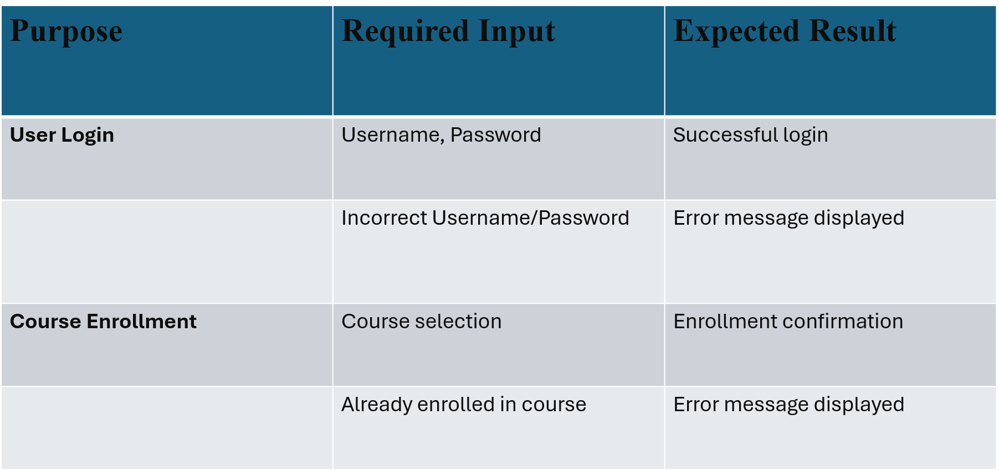 Purpose Required Input Expected Result
User Login Username, Password Successful login
Incorrect Username/Password Error message displayed
Course Enrollment Course selection Enrollment confirmation
Already enrolled in course Error message displayed